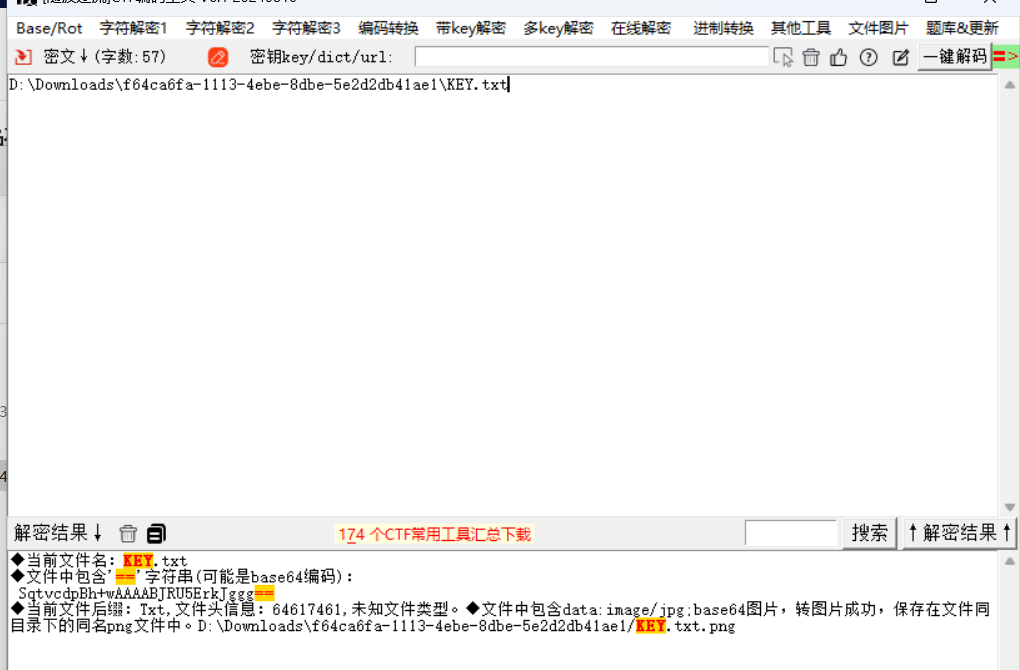 Base/Rot 字符解密1 字符解密2 字符解密3 编码转换 带key解密 多key解密 在线解密 进制转换 其他工具 文件图片 题库&更新
密文↓(字数:57) 密钥key/dict/url: 一键解码 =>
D:\Downloads\f64ca6fa-1113-4ebe-8dbe-5e2d2db41ae1\KEY.txt
解密结果↓ 174 个CTF常用工具汇总下载 搜索 ↑解密结果↑
◆当前文件名: KEY.txt
◆文件中包含'=='字符串(可能是base64编码):
SqtvcdpBh+wAAAABJRU5ErkJggg==
◆当前文件后缀: Txt,文件头信息: 64617461,未知文件类型。◆文件中包含data:image/jpg;base64图片，转图片成功，保存在文件同
目录下的同名png文件中。D:\Downloads\f64ca6fa-1113-4ebe-8dbe-5e2d2db41ae1/KEY.txt.png